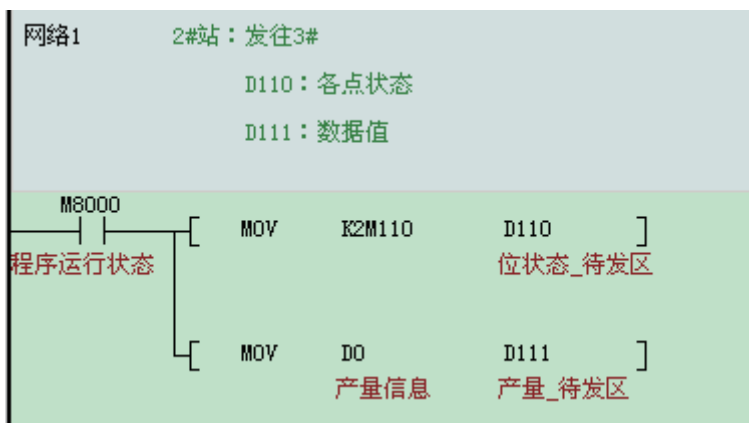 网络1 2#站：发往3#
D110：各点状态
D111：数据值
M8000
MOV K2M110 D110
程序运行状态 位状态_待发区
MOV D0 D111
产量信息 产量_待发区